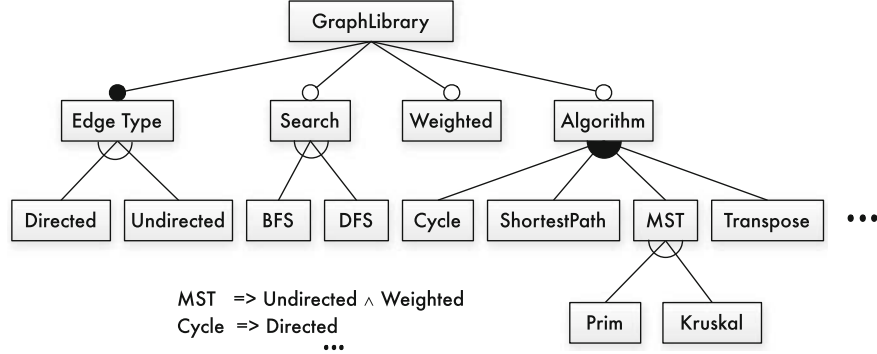 GraphLibrary
Edge Type Search Weighted Algorithm
Directed Undirected BFS DFS Cycle ShortestPath MST Transpose ...
MST => Undirected ∧ Weighted
Cycle => Directed
Prim Kruskal
...